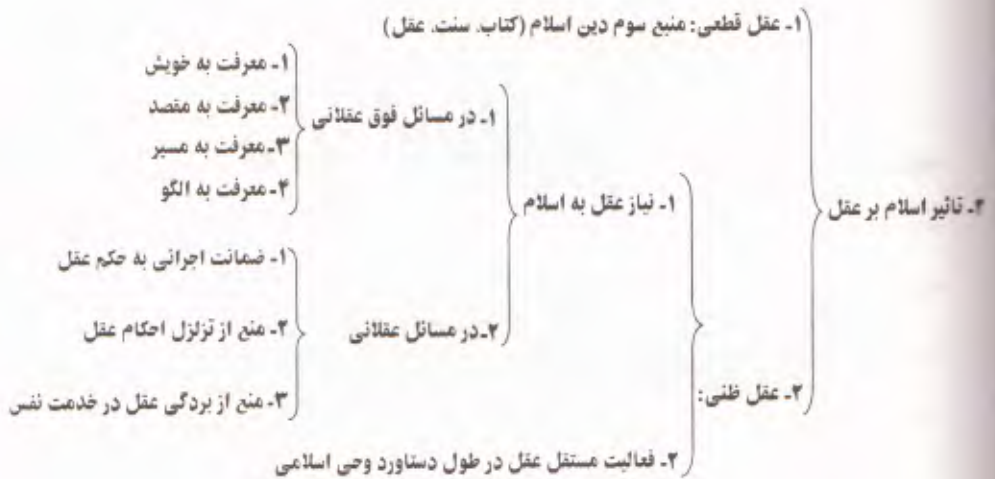 ۱- عقل قطعی: منبع سوم دین اسلام (کتاب. سنت. عقل)
۱- معرفت به خویش
۲- معرفت به مقصد
۱- در مسائل فوق عقلانی
۳- معرفت به مسیر
۴- معرفت به الگو
۱- نیاز عقل به اسلام
۲- تاثیر اسلام بر عقل
۱- ضمانت اجرائی به حکم عقل
۲- منع از تزلزل احکام عقل
۲- در مسائل عقلانی
۳- منع از بردگی عقل در خدمت نفس
۲- عقل ظنی:
۲- فعالیت مستقل عقل در طول دستاورد وحی اسلامی